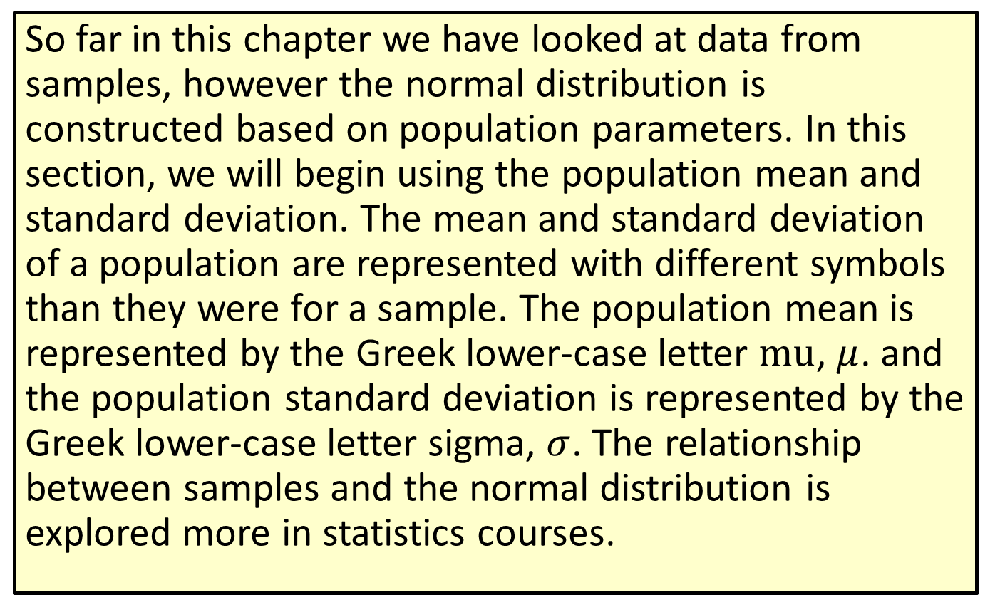 So far in this chapter we have looked at data from
samples, however the normal distribution is
constructed based on population parameters. In this
section, we will begin using the population mean and
standard deviation. The mean and standard deviation
of a population are represented with different symbols
than they were for a sample. The population mean is
represented by the Greek lower-case letter mu, μ. and
the population standard deviation is represented by the
Greek lower-case letter sigma, σ. The relationship
between samples and the normal distribution is
explored more in statistics courses.